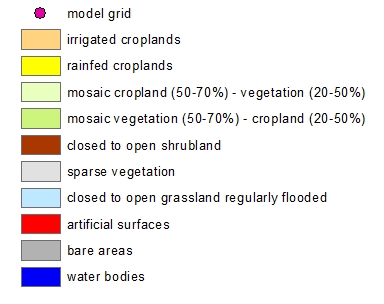 model grid
irrigated croplands
rainfed croplands
mosaic cropland (50-70%) - vegetation (20-50%)
mosaic vegetation (50-70%) - cropland (20-50%)
closed to open shrubland
sparse vegetation
closed to open grassland regularly flooded
artificial surfaces
bare areas
water bodies